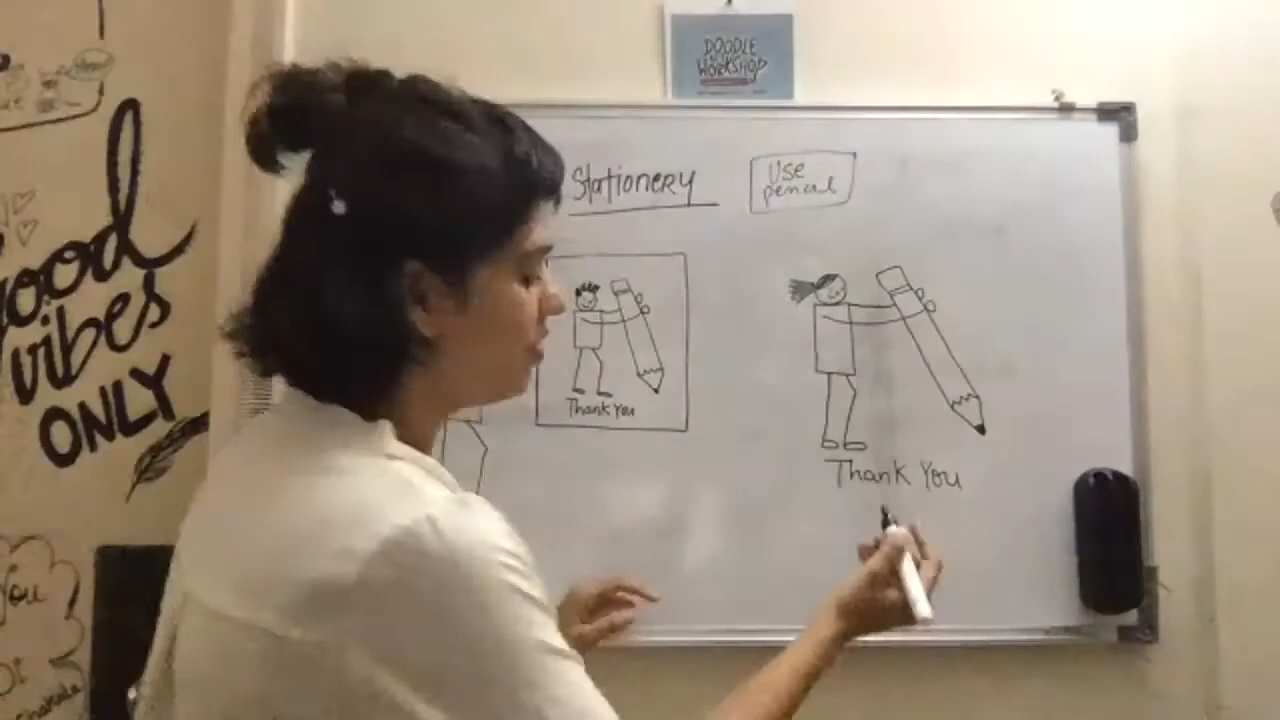 DOODLE
WORKSHOP
Stationery
Use
pencil
Thank You
Thank You
good
vibes
ONLY
You